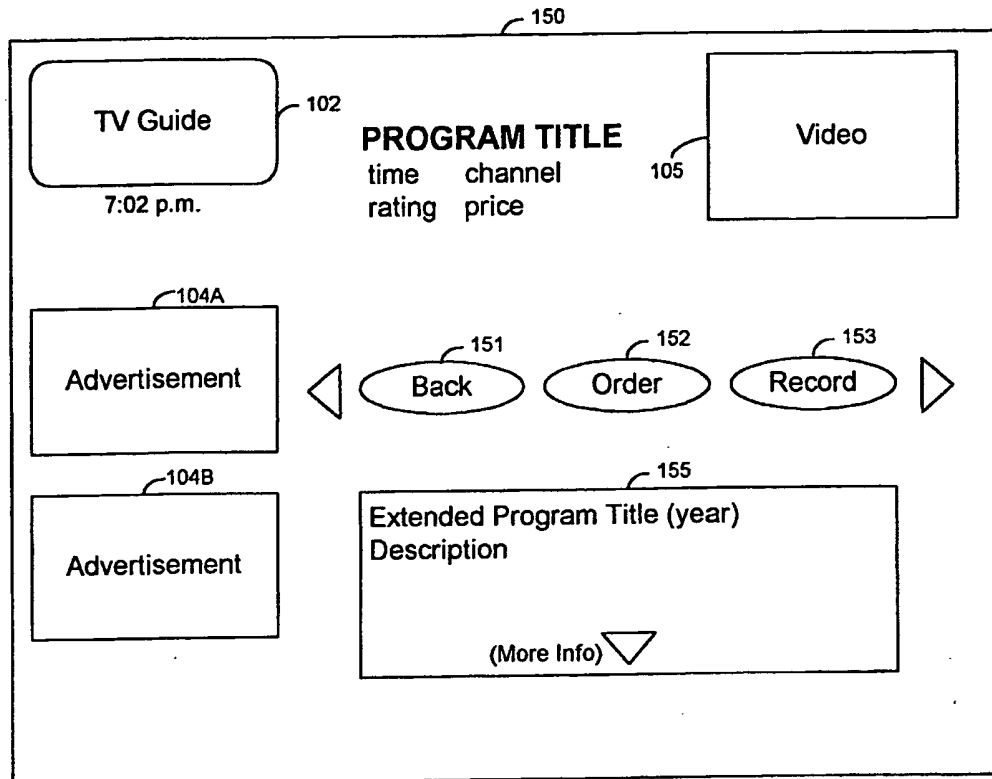 150
TV Guide
102
7:02 p.m.
PROGRAM TITLE
time channel
rating price
105
Video
104A
Advertisement
151
Back
152
Order
153
Record
104B
Advertisement
155
Extended Program Title (year)
Description
(More Info)